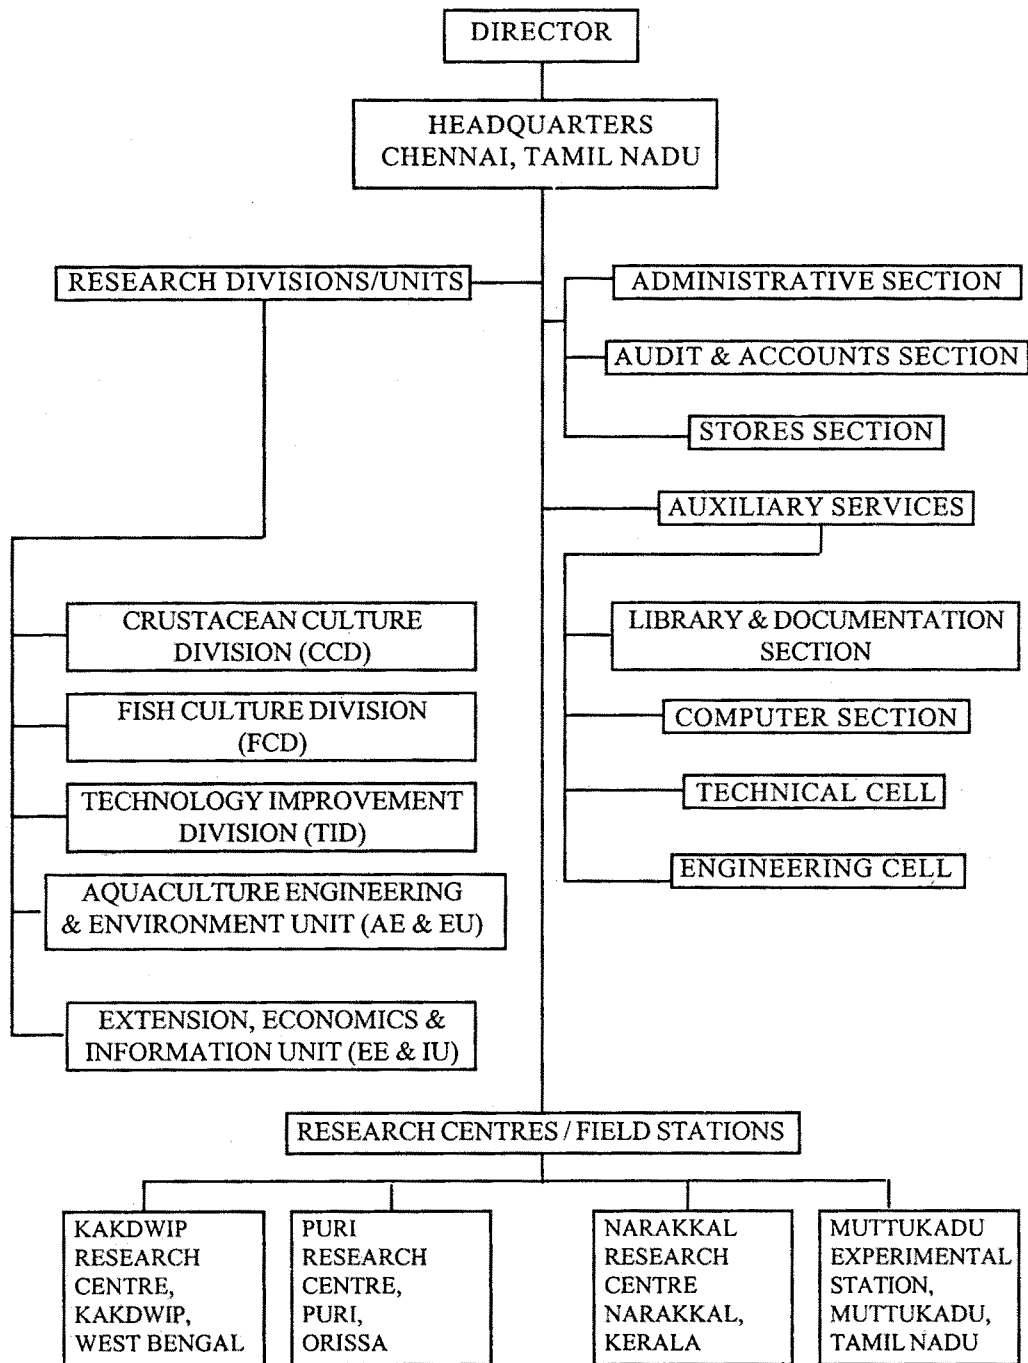 DIRECTOR
HEADQUARTERS
CHENNAI, TAMIL NADU
RESEARCH DIVISIONS/UNITS
ADMINISTRATIVE SECTION
AUDIT & ACCOUNTS SECTION
STORES SECTION
AUXILIARY SERVICES
CRUSTACEAN CULTURE
DIVISION (CCD)
FISH CULTURE DIVISION
(FCD)
TECHNOLOGY IMPROVEMENT
DIVISION (TID)
AQUACULTURE ENGINEERING
& ENVIRONMENT UNIT (AE & EU)
EXTENSION, ECONOMICS &
INFORMATION UNIT (EE & IU)
LIBRARY & DOCUMENTATION
SECTION
COMPUTER SECTION
TECHNICAL CELL
ENGINEERING CELL
RESEARCH CENTRES / FIELD STATIONS
KAKDWIP
RESEARCH
CENTRE,
KAKDWIP,
WEST BENGAL
PURI
RESEARCH
CENTRE,
PURI,
ORISSA
NARAKKAL
RESEARCH
CENTRE
NARAKKAL,
KERALA
MUTTUKADU
EXPERIMENTAL
STATION,
MUTTUKADU,
TAMIL NADU